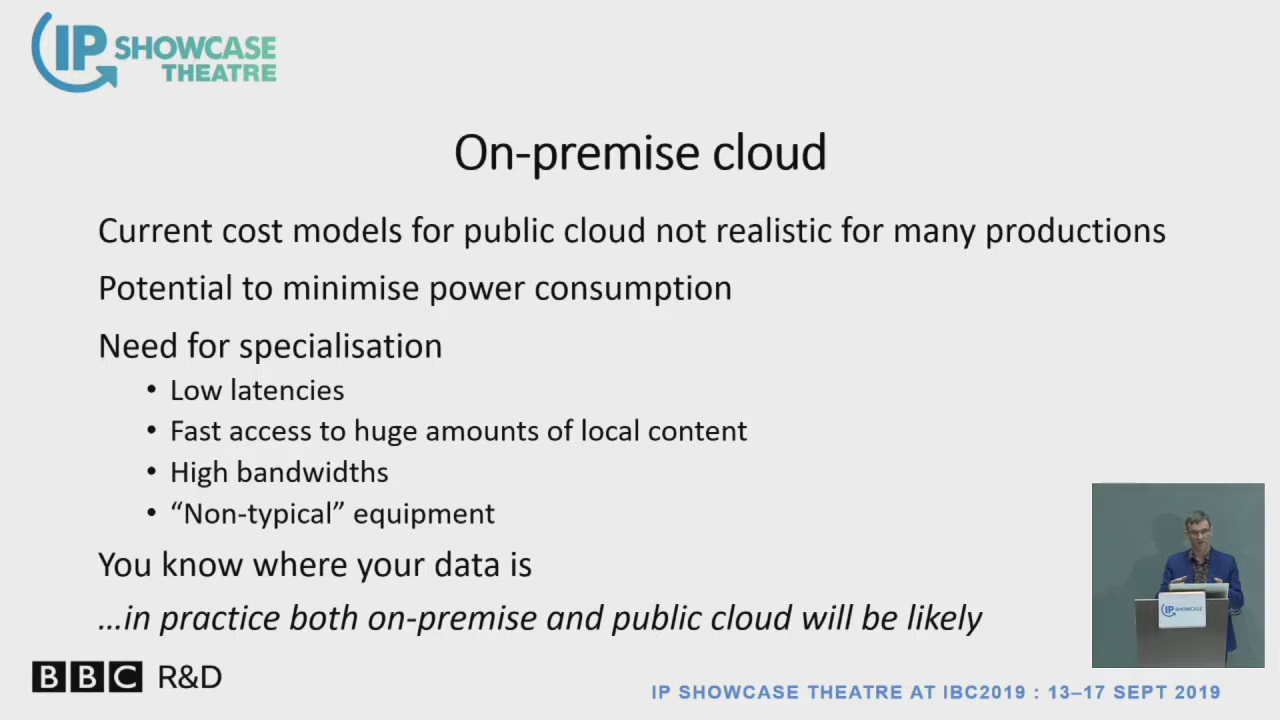 IP SHOWCASE
THEATRE
On-premise cloud
Current cost models for public cloud not realistic for many productions
Potential to minimise power consumption
Need for specialisation
• Low latencies
• Fast access to huge amounts of local content
• High bandwidths
• “Non-typical” equipment
You know where your data is
...in practice both on-premise and public cloud will be likely
IP SHOWCASE
BBC R&D
IP SHOWCASE THEATRE AT IBC2019 : 13–17 SEPT 2019